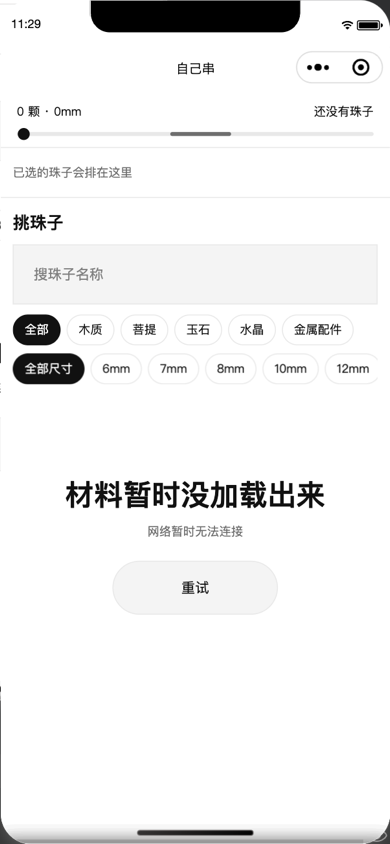 11:29
自己串
0 颗 · 0mm
还没有珠子
已选的珠子会排在这里
挑珠子
搜珠子名称
全部 木质 菩提 玉石 水晶 金属配件
全部尺寸 6mm 7mm 8mm 10mm 12mm
材料暂时没加载出来
网络暂时无法连接
重试